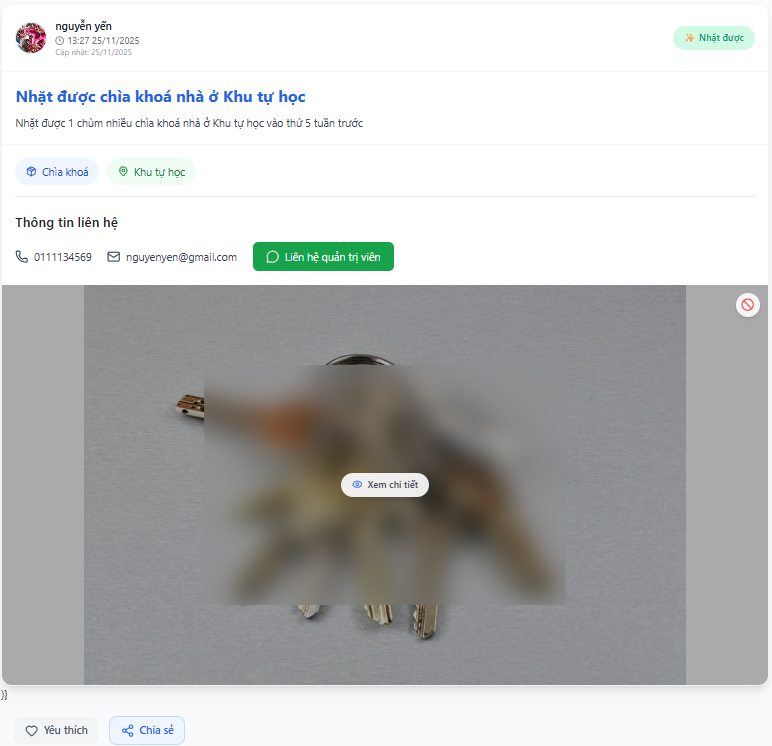 nguyễn yến
13:27 25/11/2025
Cập nhật: 25/11/2025
Nhặt được
Nhặt được chìa khoá nhà ở Khu tự học
Nhặt được 1 chùm nhiều chìa khoá nhà ở Khu tự học vào thứ 5 tuần trước
Chìa khoá Khu tự học
Thông tin liên hệ
0111134569 nguyenyen@gmail.com Liên hệ quản trị viên
Xem chi tiết
)}
Yêu thích Chia sẻ